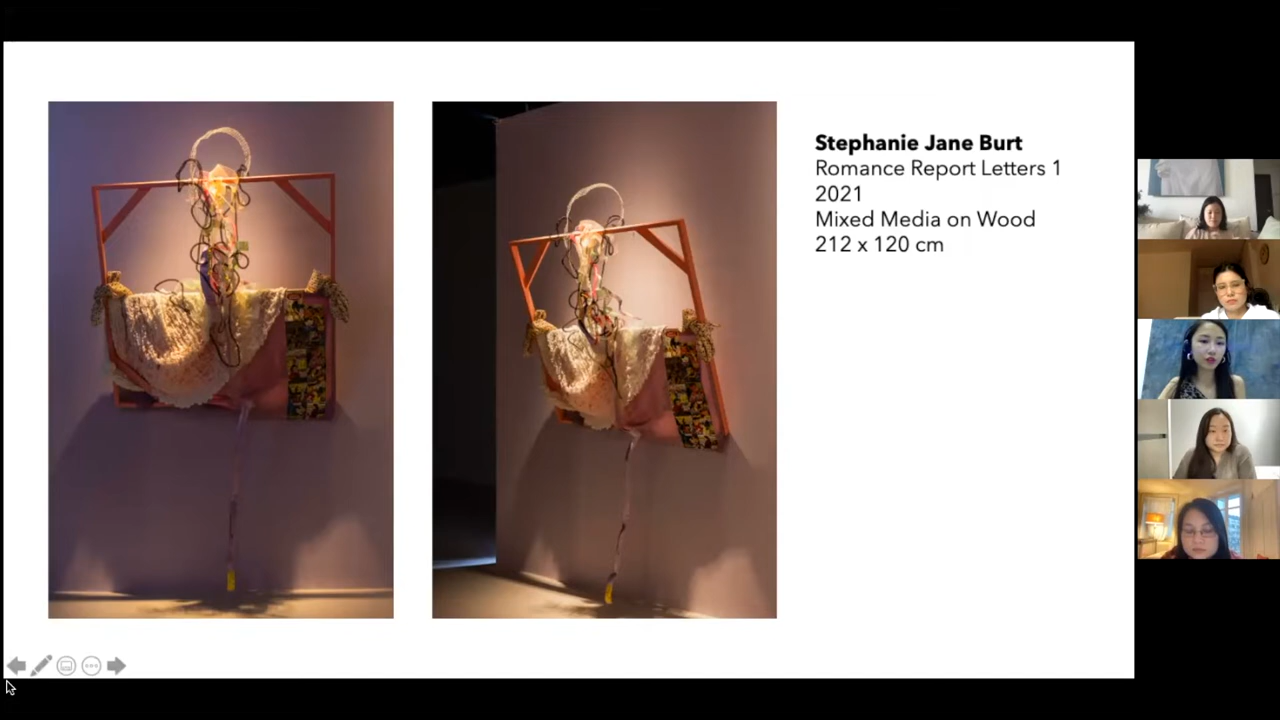 Stephanie Jane Burt
Romance Report Letters 1
2021
Mixed Media on Wood
212 x 120 cm